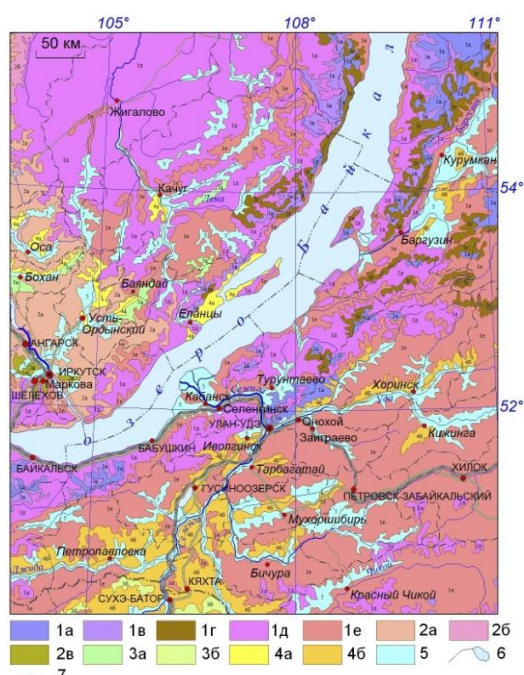 105° 108° 111°
50 км
Жигалово
Качуг
Лена
Курумкан
54°
Баргузин
Оса
Бохан
Баяндай
Усть-Ордынский
Еланцы
озеро Байкал
АНГАРСК
ИРКУТСК
Маркова
ШЕЛЕХОВ
Турунтаево
Кабанск
Селенгинск
Хоринск
52°
УЛАН-УДЭ
Онохой
Заиграево
Кижинга
БАЙКАЛЬСК
БАБУШКИН
Иволгинск
Тарбагатай
ХИЛОК
ГУСИНООЗЕРСК
ПЕТРОВСК-ЗАБАЙКАЛЬСКИЙ
Мухоршибирь
Петропавловка
Джида
Бичура
Чикой
КЯХТА
СУХЭ-БАТОР
Красный Чикой
1а 1в 1г 1д 1е 2а 2б
2в 3а 3б 4а 4б 5 6
7